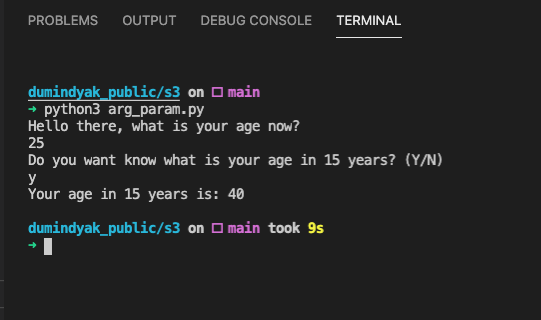 PROBLEMS OUTPUT DEBUG CONSOLE TERMINAL
dumindyak_public/s3 on main
➜ python3 arg_param.py
Hello there, what is your age now?
25
Do you want know what is your age in 15 years? (Y/N)
y
Your age in 15 years is: 40
dumindyak_public/s3 on main took 9s
➜